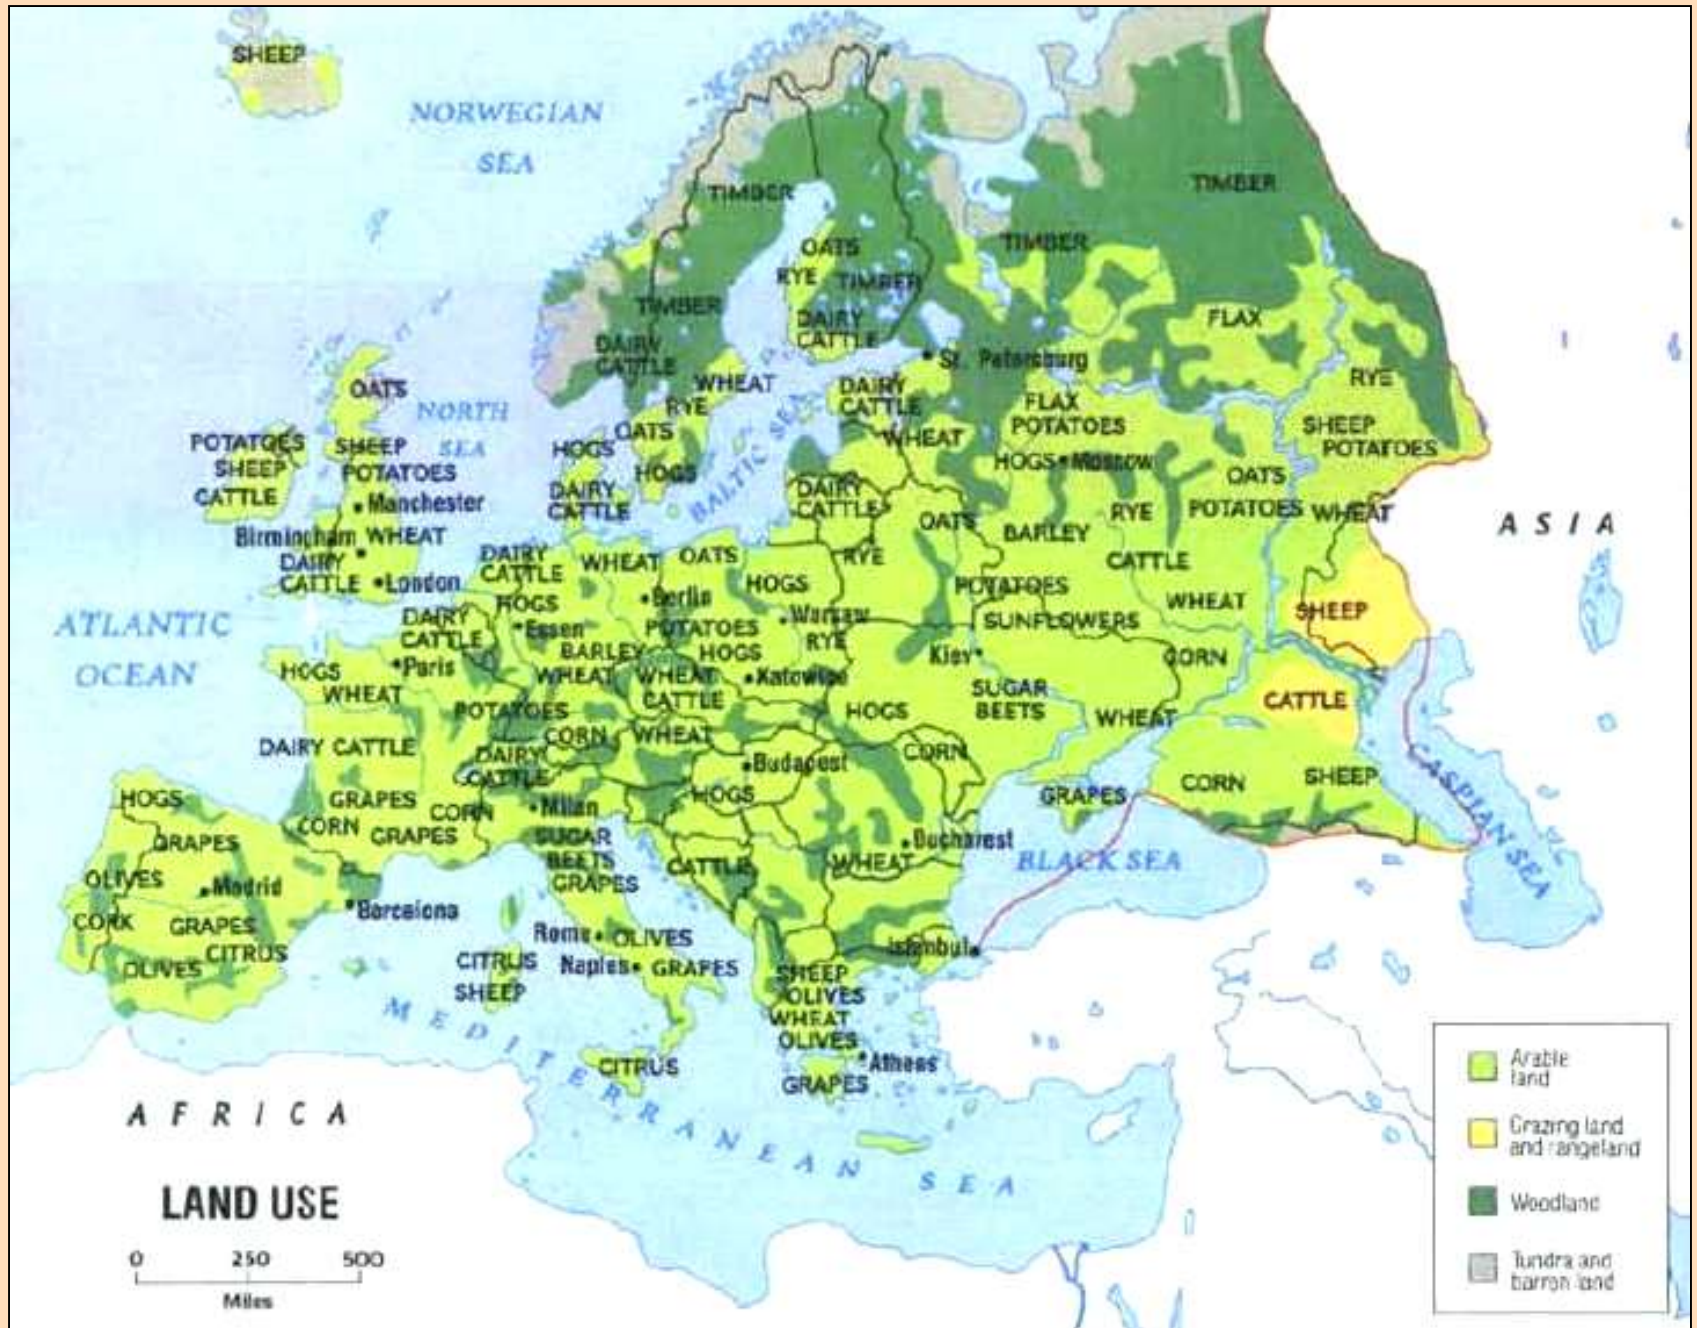 SHEEP
NORWEGIAN
SEA
TIMBER
TIMBER
TIMBER
OATS
RYE
TIMBER
TIMBER
DAIRY
CATTLE
DAIRY
CATTLE
FLAX
St. Petersburg
RYE
WHEAT
RYE
OATS
HOGS
HOGS
DAIRY
CATTLE
DAIRY
CATTLE
WHEAT
FLAX
POTATOES
HOGS
Moscow
SHEEP
POTATOES
OATS
POTATOES
WHEAT
OATS
NORTH
SEA
BALTIC SEA
POTATOES
SHEEP
CATTLE
SHEEP
POTATOES
Manchester
Birmingham
WHEAT
DAIRY
CATTLE
London
DAIRY
CATTLE
OATS
BARLEY
RYE
CATTLE
ASIA
DAIRY
CATTLE
WHEAT
OATS
RYE
HOGS
POTATOES
WHEAT
SHEEP
SUNFLOWERS
HOGS
Berlin
Warsaw
DAIRY
CATTLE
Essen
POTATOES
RYE
BARLEY
HOGS
Kiev
CORN
ATLANTIC
OCEAN
HOGS
Paris
WHEAT
WHEAT
WHEAT
CATTLE
Katowice
SUGAR
BEETS
CATTLE
POTATOES
HOGS
WHEAT
DAIRY CATTLE
CORN
WHEAT
DAIRY
CATTLE
Budapest
CORN
HOGS
GRAPES
CORN
CORN
GRAPES
Milan
HOGS
GRAPES
CORN
SHEEP
CASPIAN SEA
GRAPES
SUGAR
BEETS
GRAPES
CATTLE
WHEAT
Bucharest
BLACK SEA
OLIVES
Madrid
Barcelona
CORK
GRAPES
CITRUS
OLIVES
Rome
OLIVES
Naples
GRAPES
Istanbul
CITRUS
SHEEP
SHEEP
OLIVES
WHEAT
OLIVES
Athens
GRAPES
CITRUS
MEDITERRANEAN SEA
AFRICA
LAND USE
0 250 500
Miles
Arable
land
Grazing land
and rangeland
Woodland
Tundra and
barren land